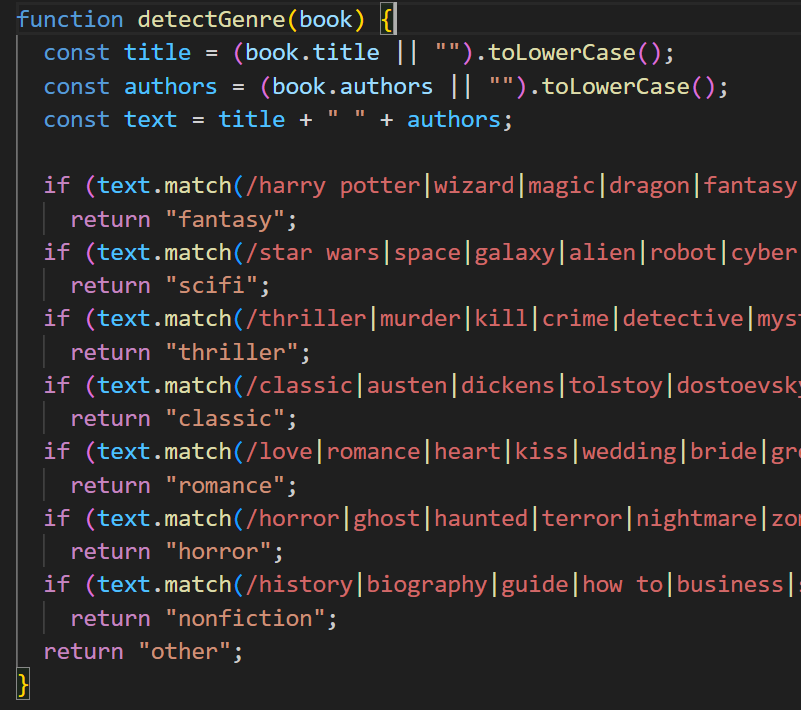 function detectGenre(book) {
const title = (book.title || "").toLowerCase();
const authors = (book.authors || "").toLowerCase();
const text = title + " " + authors;
if (text.match(/harry potter|wizard|magic|dragon|fantasy
return "fantasy";
if (text.match(/star wars|space|galaxy|alien|robot|cyber
return "scifi";
if (text.match(/thriller|murder|kill|crime|detective|myst
return "thriller";
if (text.match(/classic|austen|dickens|tolstoy|dostoevsky
return "classic";
if (text.match(/love|romance|heart|kiss|wedding|bride|gro
return "romance";
if (text.match(/horror|ghost|haunted|terror|nightmare|zom
return "horror";
if (text.match(/history|biography|guide|how to|business|
return "nonfiction";
return "other";
}